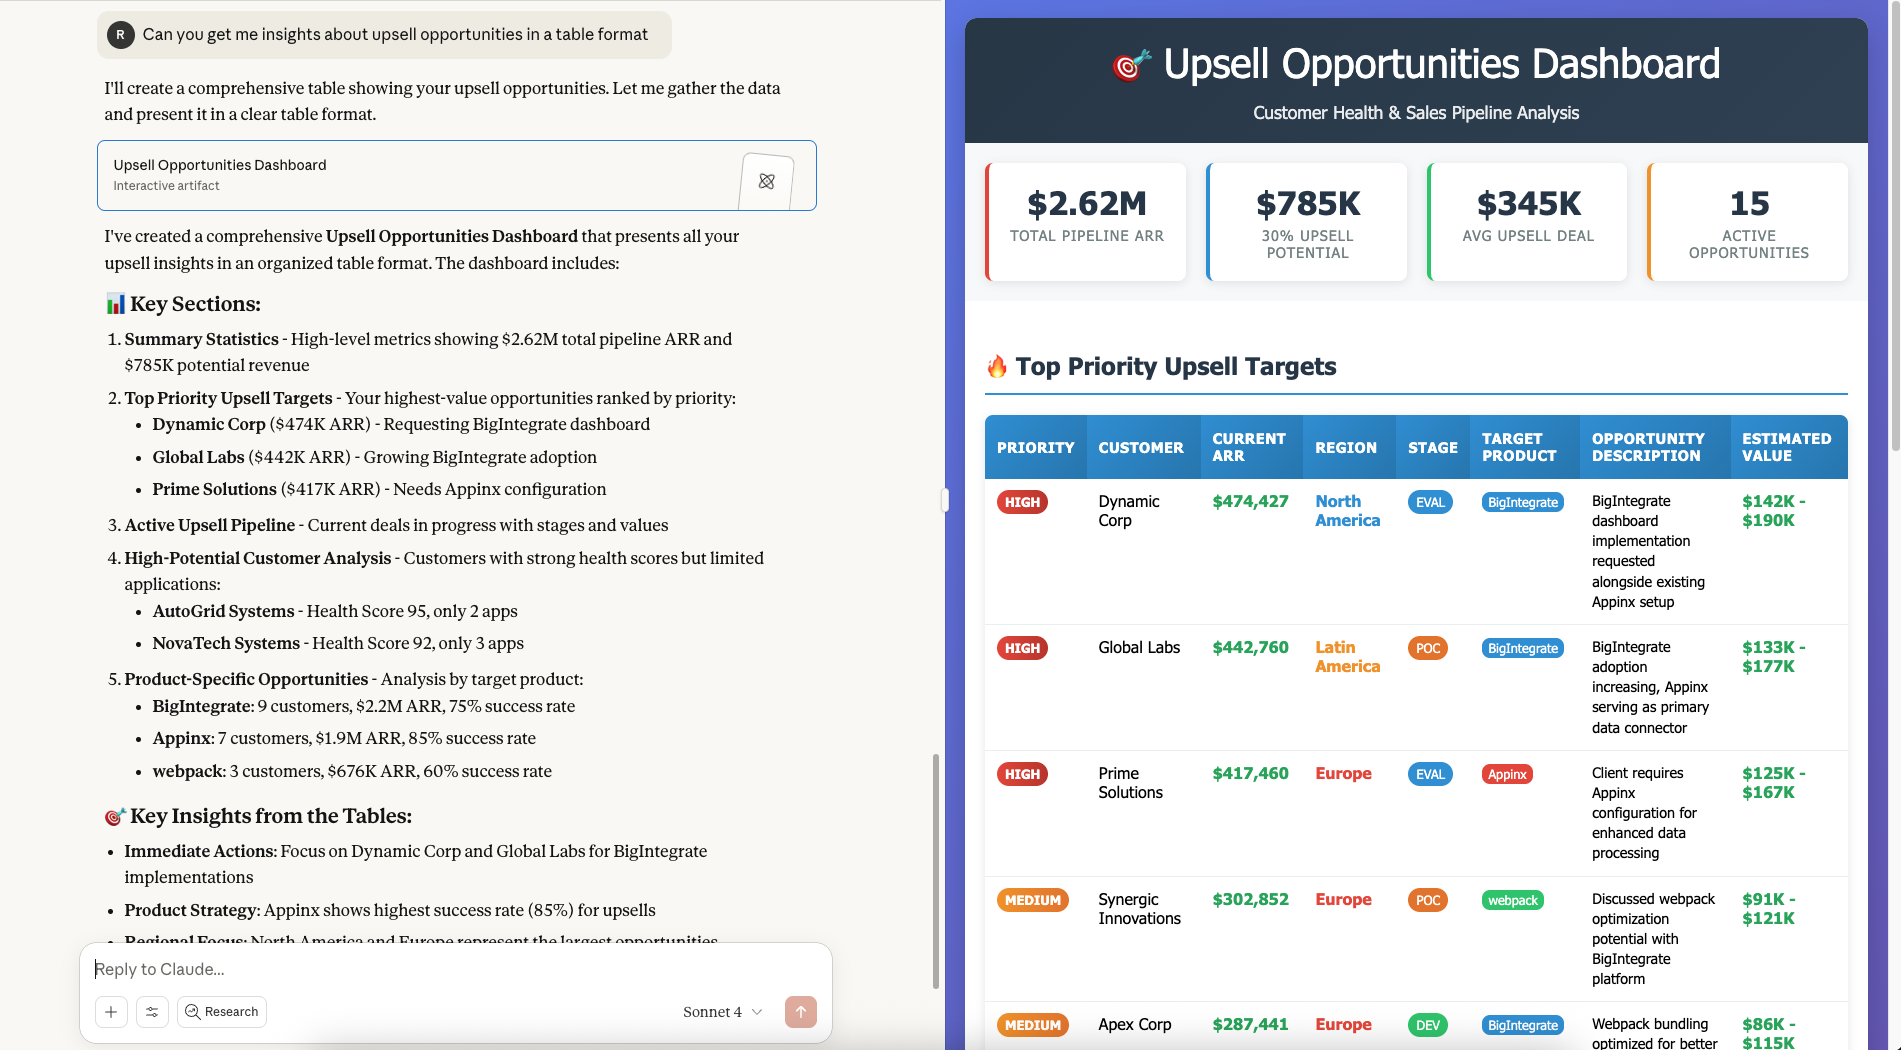 R Can you get me insights about upsell opportunities in a table format
I'll create a comprehensive table showing your upsell opportunities. Let me gather the data
and present it in a clear table format.
Upsell Opportunities Dashboard
Interactive artifact
I've created a comprehensive Upsell Opportunities Dashboard that presents all your
upsell insights in an organized table format. The dashboard includes:
Key Sections:
1. Summary Statistics - High-level metrics showing $2.62M total pipeline ARR and
$785K potential revenue
2. Top Priority Upsell Targets - Your highest-value opportunities ranked by priority:
• Dynamic Corp ($474K ARR) - Requesting BigIntegrate dashboard
• Global Labs ($442K ARR) - Growing BigIntegrate adoption
• Prime Solutions ($417K ARR) - Needs Appinx configuration
3. Active Upsell Pipeline - Current deals in progress with stages and values
4. High-Potential Customer Analysis - Customers with strong health scores but limited
applications:
• AutoGrid Systems - Health Score 95, only 2 apps
• NovaTech Systems - Health Score 92, only 3 apps
5. Product-Specific Opportunities - Analysis by target product:
• BigIntegrate: 9 customers, $2.2M ARR, 75% success rate
• Appinx: 7 customers, $1.9M ARR, 85% success rate
• webpack: 3 customers, $676K ARR, 60% success rate
Key Insights from the Tables:
• Immediate Actions: Focus on Dynamic Corp and Global Labs for BigIntegrate
implementations
• Product Strategy: Appinx shows highest success rate (85%) for upsells
• Regional Focus: North America and Europe represent the largest opportunities
Reply to Claude...
Research
Sonnet 4
Upsell Opportunities Dashboard
Customer Health & Sales Pipeline Analysis
$2.62M
TOTAL PIPELINE ARR
$785K
30% UPSELL
POTENTIAL
$345K
AVG UPSELL DEAL
15
ACTIVE
OPPORTUNITIES
Top Priority Upsell Targets
PRIORITY
CUSTOMER
CURRENT
ARR
REGION
STAGE
TARGET
PRODUCT
OPPORTUNITY
DESCRIPTION
ESTIMATED
VALUE
HIGH
Dynamic
Corp
$474,427
North
America
EVAL
BigIntegrate
BigIntegrate
dashboard
implementation
requested
alongside existing
Appinx setup
$142K -
$190K
HIGH
Global Labs
$442,760
Latin
America
POC
BigIntegrate
BigIntegrate
adoption
increasing, Appinx
serving as primary
data connector
$133K -
$177K
HIGH
Prime
Solutions
$417,460
Europe
EVAL
Appinx
Client requires
Appinx
configuration for
enhanced data
processing
$125K -
$167K
MEDIUM
Synergic
Innovations
$302,852
Europe
POC
webpack
Discussed webpack
optimization
potential with
BigIntegrate
platform
$91K -
$121K
MEDIUM
Apex Corp
$287,441
Europe
DEV
BigIntegrate
Webpack bundling
optimized for better
$86K -
$115K